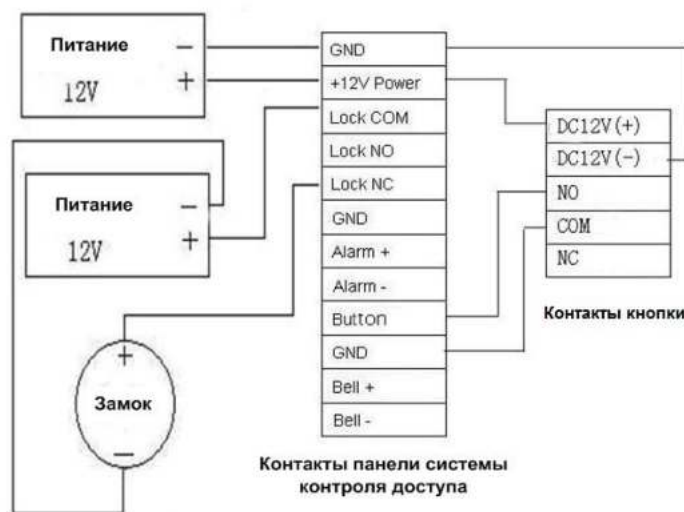 Питание
−
+
12V
Питание
−
+
12V
+
Замок
−
GND
+12V Power
Lock COM
Lock NO
Lock NC
GND
Alarm +
Alarm -
Button
GND
Bell +
Bell -
Контакты панели системы
контроля доступа
DC12V(+)
DC12V(−)
NO
COM
NC
Контакты кнопки